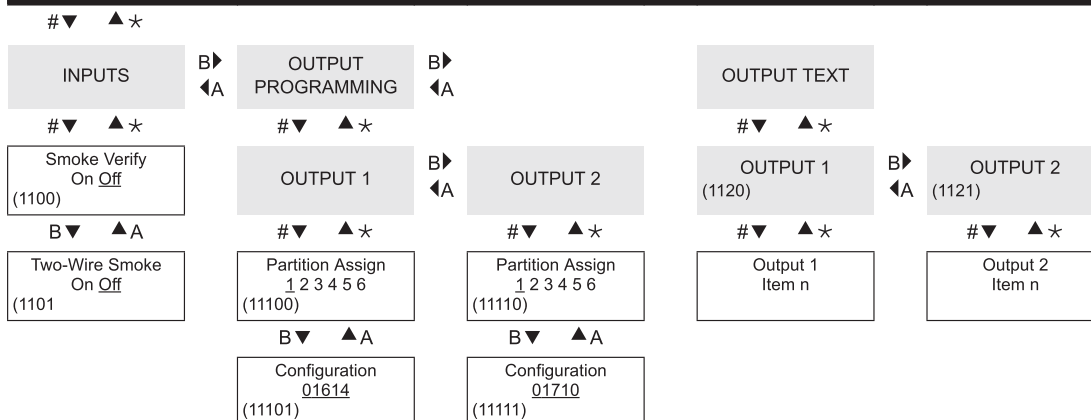 #▼ ▲*
INPUTS
B▶
◀A
OUTPUT
PROGRAMMING
B▶
◀A
OUTPUT TEXT
#▼ ▲*
#▼ ▲*
#▼ ▲*
Smoke Verify
On Off
(1100)
OUTPUT 1
B▶
◀A
OUTPUT 2
OUTPUT 1
(1120)
B▶
◀A
OUTPUT 2
(1121)
B▼ ▲A
#▼ ▲*
#▼ ▲*
#▼ ▲*
#▼ ▲*
Two-Wire Smoke
On Off
(1101
Partition Assign
1 2 3 4 5 6
(11100)
Partition Assign
1 2 3 4 5 6
(11110)
Output 1
Item n
Output 2
Item n
B▼ ▲A
B▼ ▲A
Configuration
01614
(11101)
Configuration
01710
(11111)